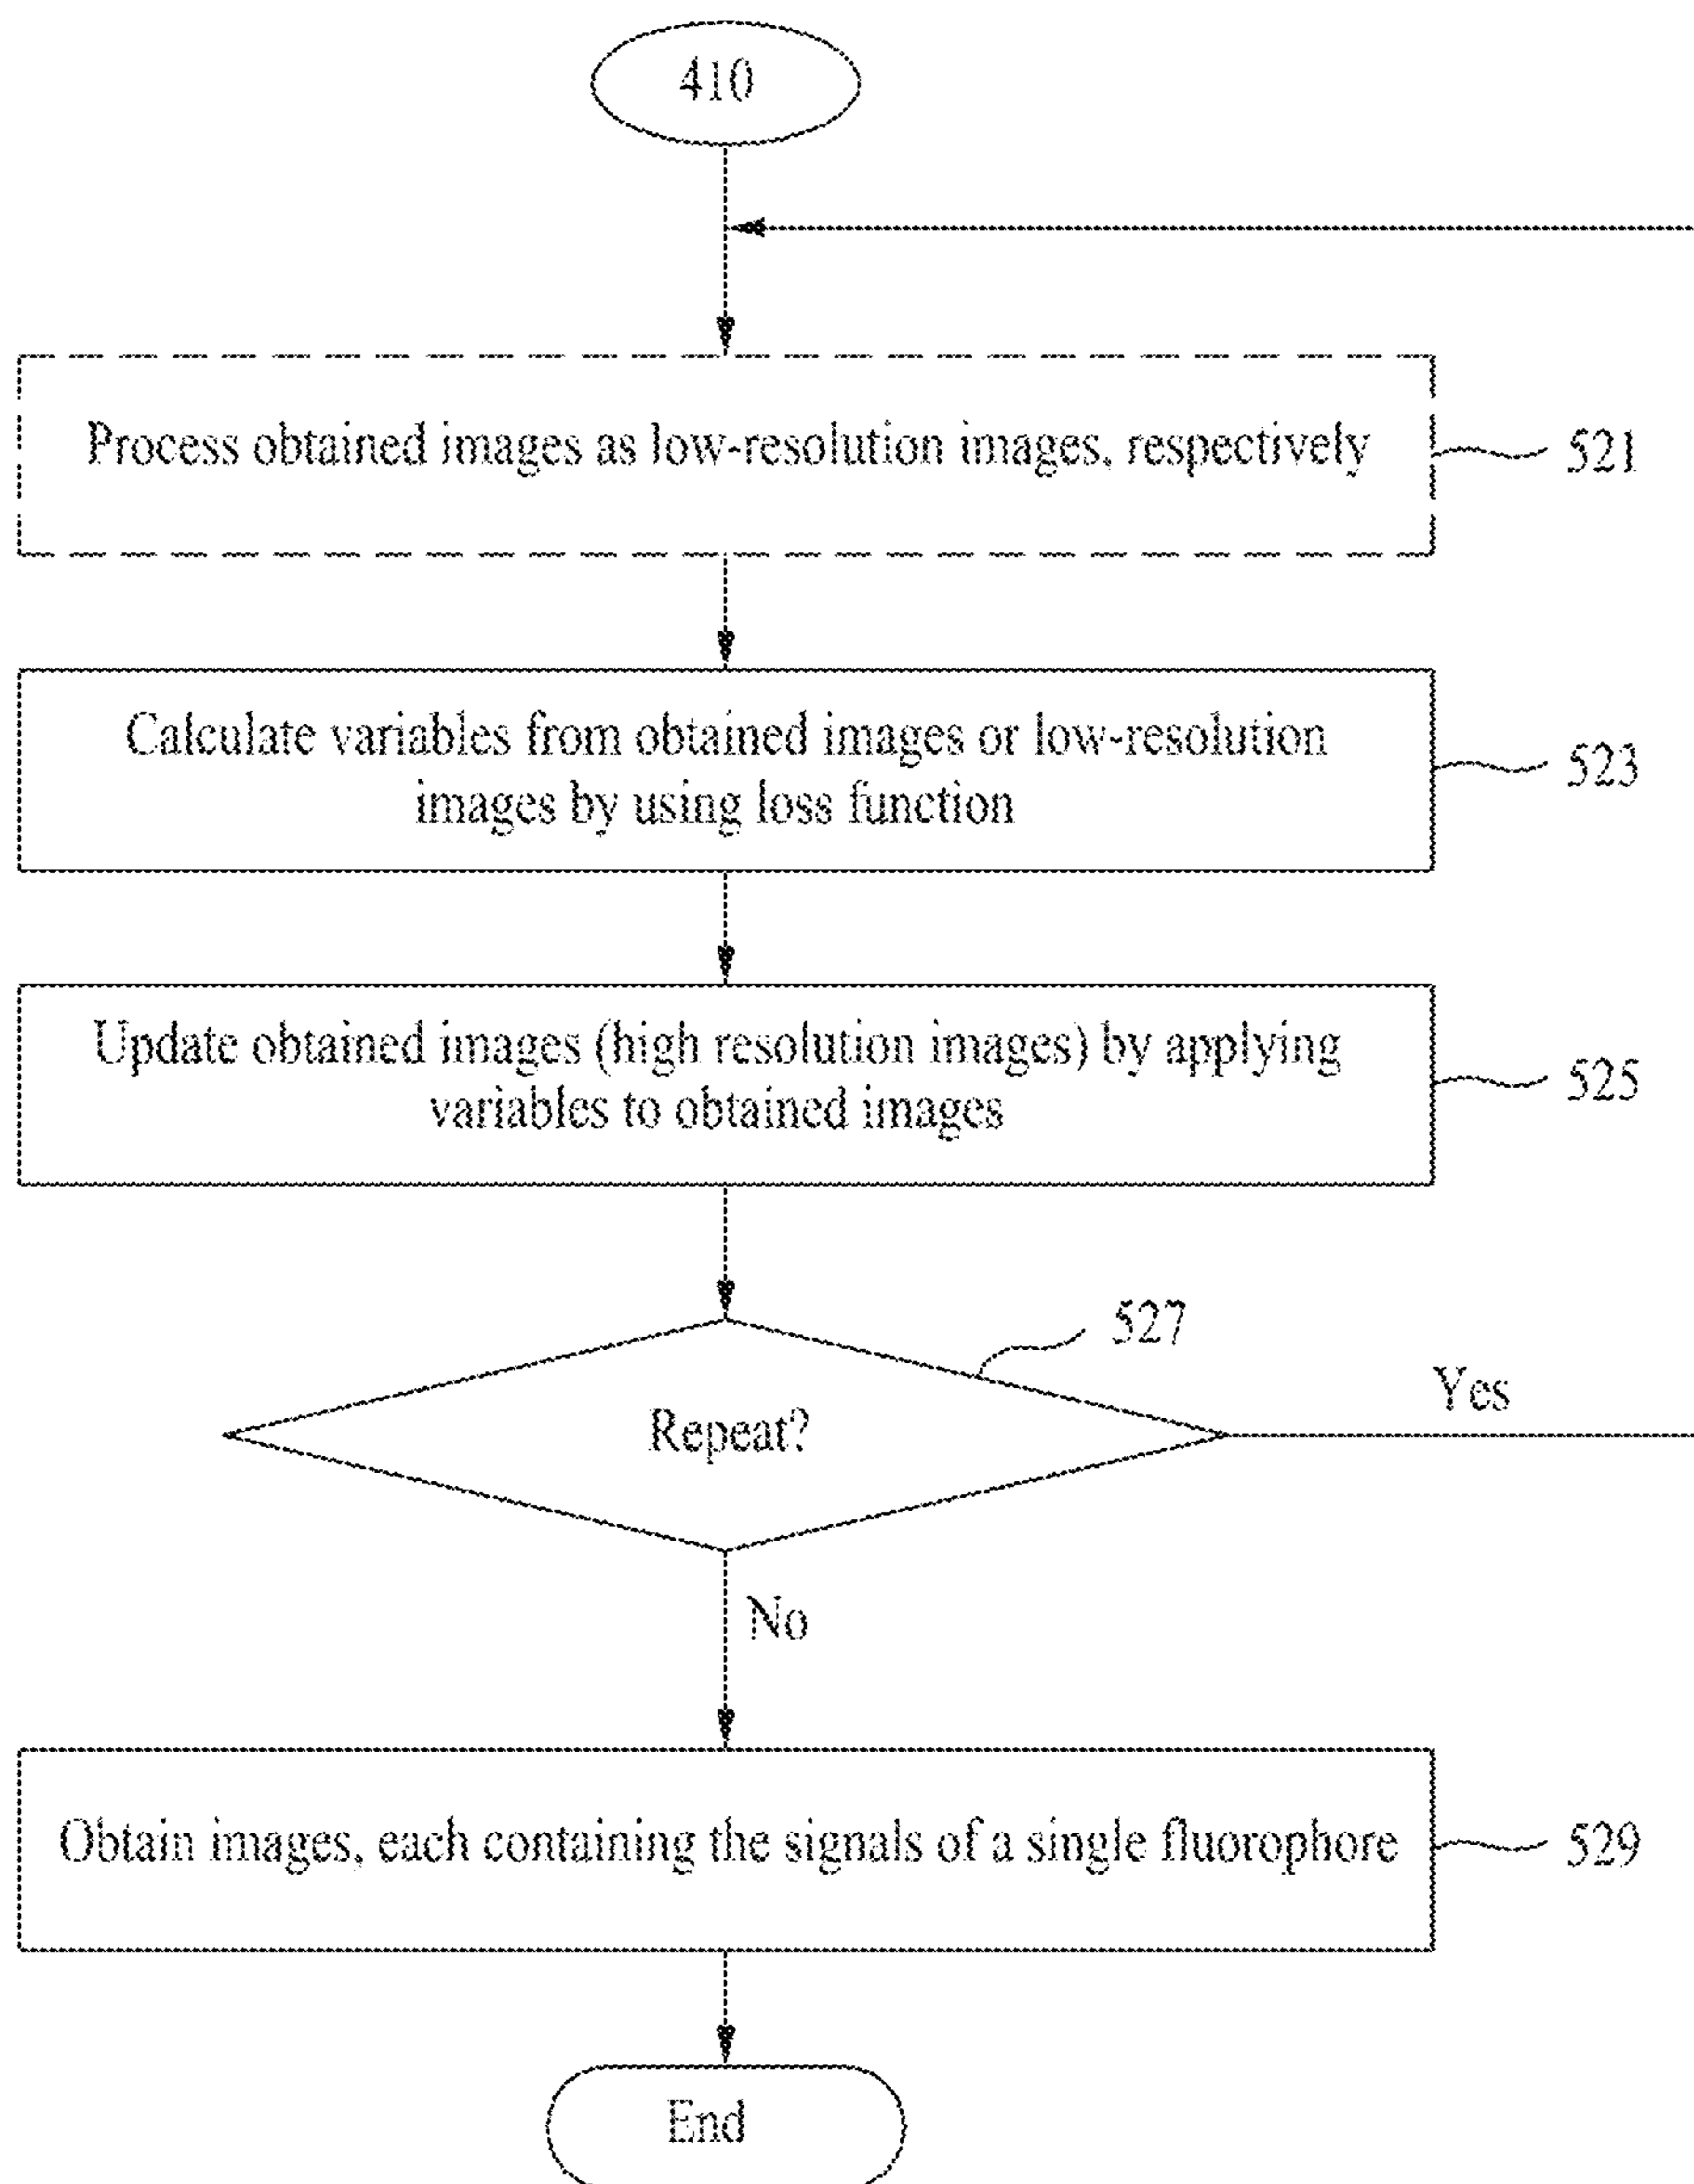 410
Process obtained images as low-resolution images, respectively
521
Calculate variables from obtained images or low-resolution
images by using loss function
523
Update obtained images (high resolution images) by applying
variables to obtained images
525
527
Repeat?
Yes
No
Obtain images, each containing the signals of a single fluorophore
529
End